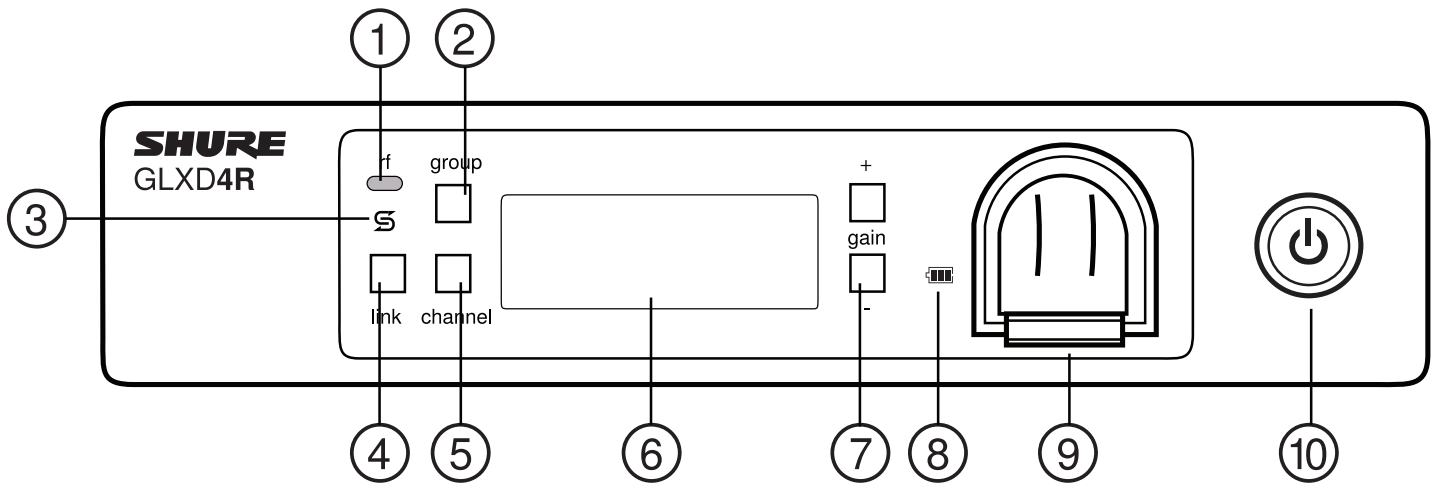 1 2
SHURE
GLXD4R
rf group
3
link channel
+
gain
-
4 5 6 7 8 9 10